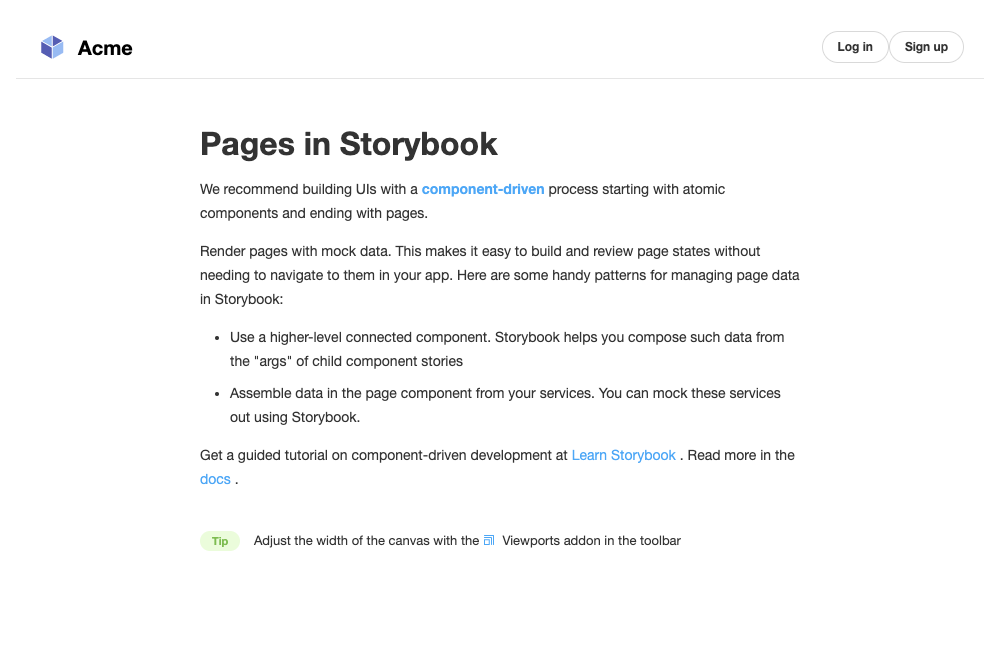 Acme
Log in
Sign up
Pages in Storybook
We recommend building UIs with a component-driven process starting with atomic
components and ending with pages.
Render pages with mock data. This makes it easy to build and review page states without
needing to navigate to them in your app. Here are some handy patterns for managing page data
in Storybook:
• Use a higher-level connected component. Storybook helps you compose such data from
the "args" of child component stories
• Assemble data in the page component from your services. You can mock these services
out using Storybook.
Get a guided tutorial on component-driven development at Learn Storybook . Read more in the
docs .
Tip Adjust the width of the canvas with the Viewports addon in the toolbar